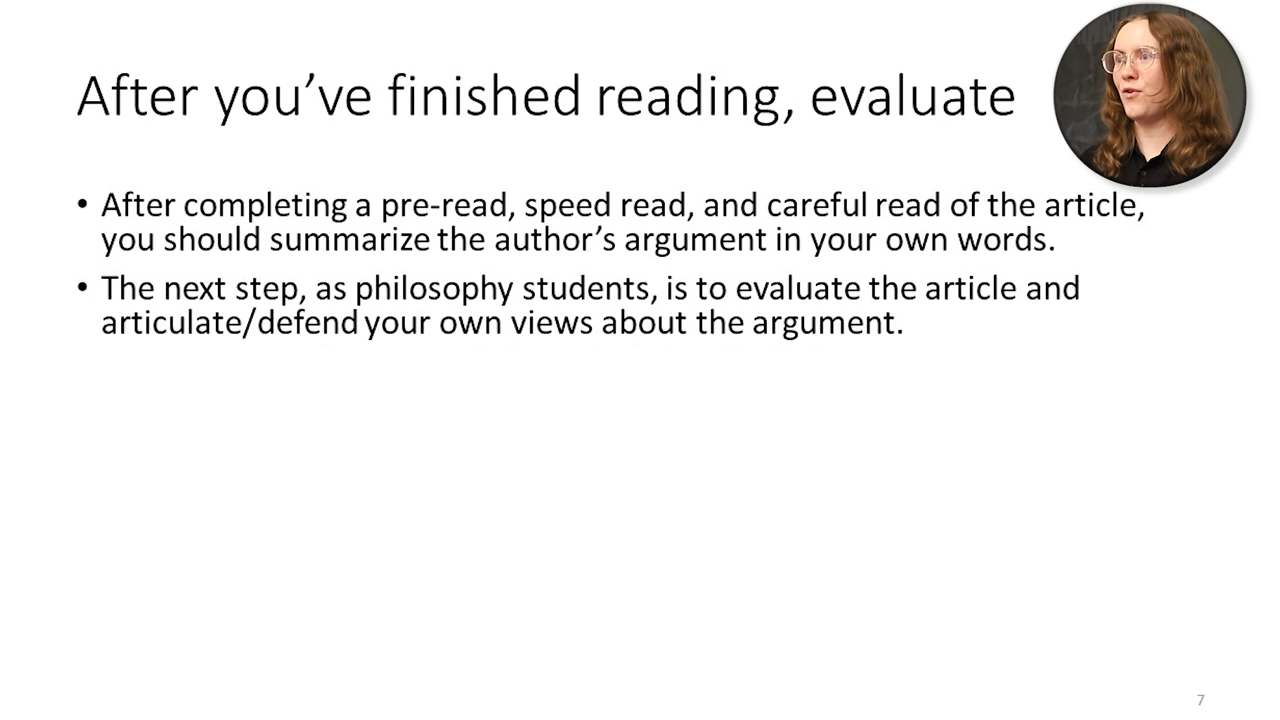 After you’ve finished reading, evaluate
• After completing a pre-read, speed read, and careful read of the article,
you should summarize the author’s argument in your own words.
• The next step, as philosophy students, is to evaluate the article and
articulate/defend your own views about the argument.
7